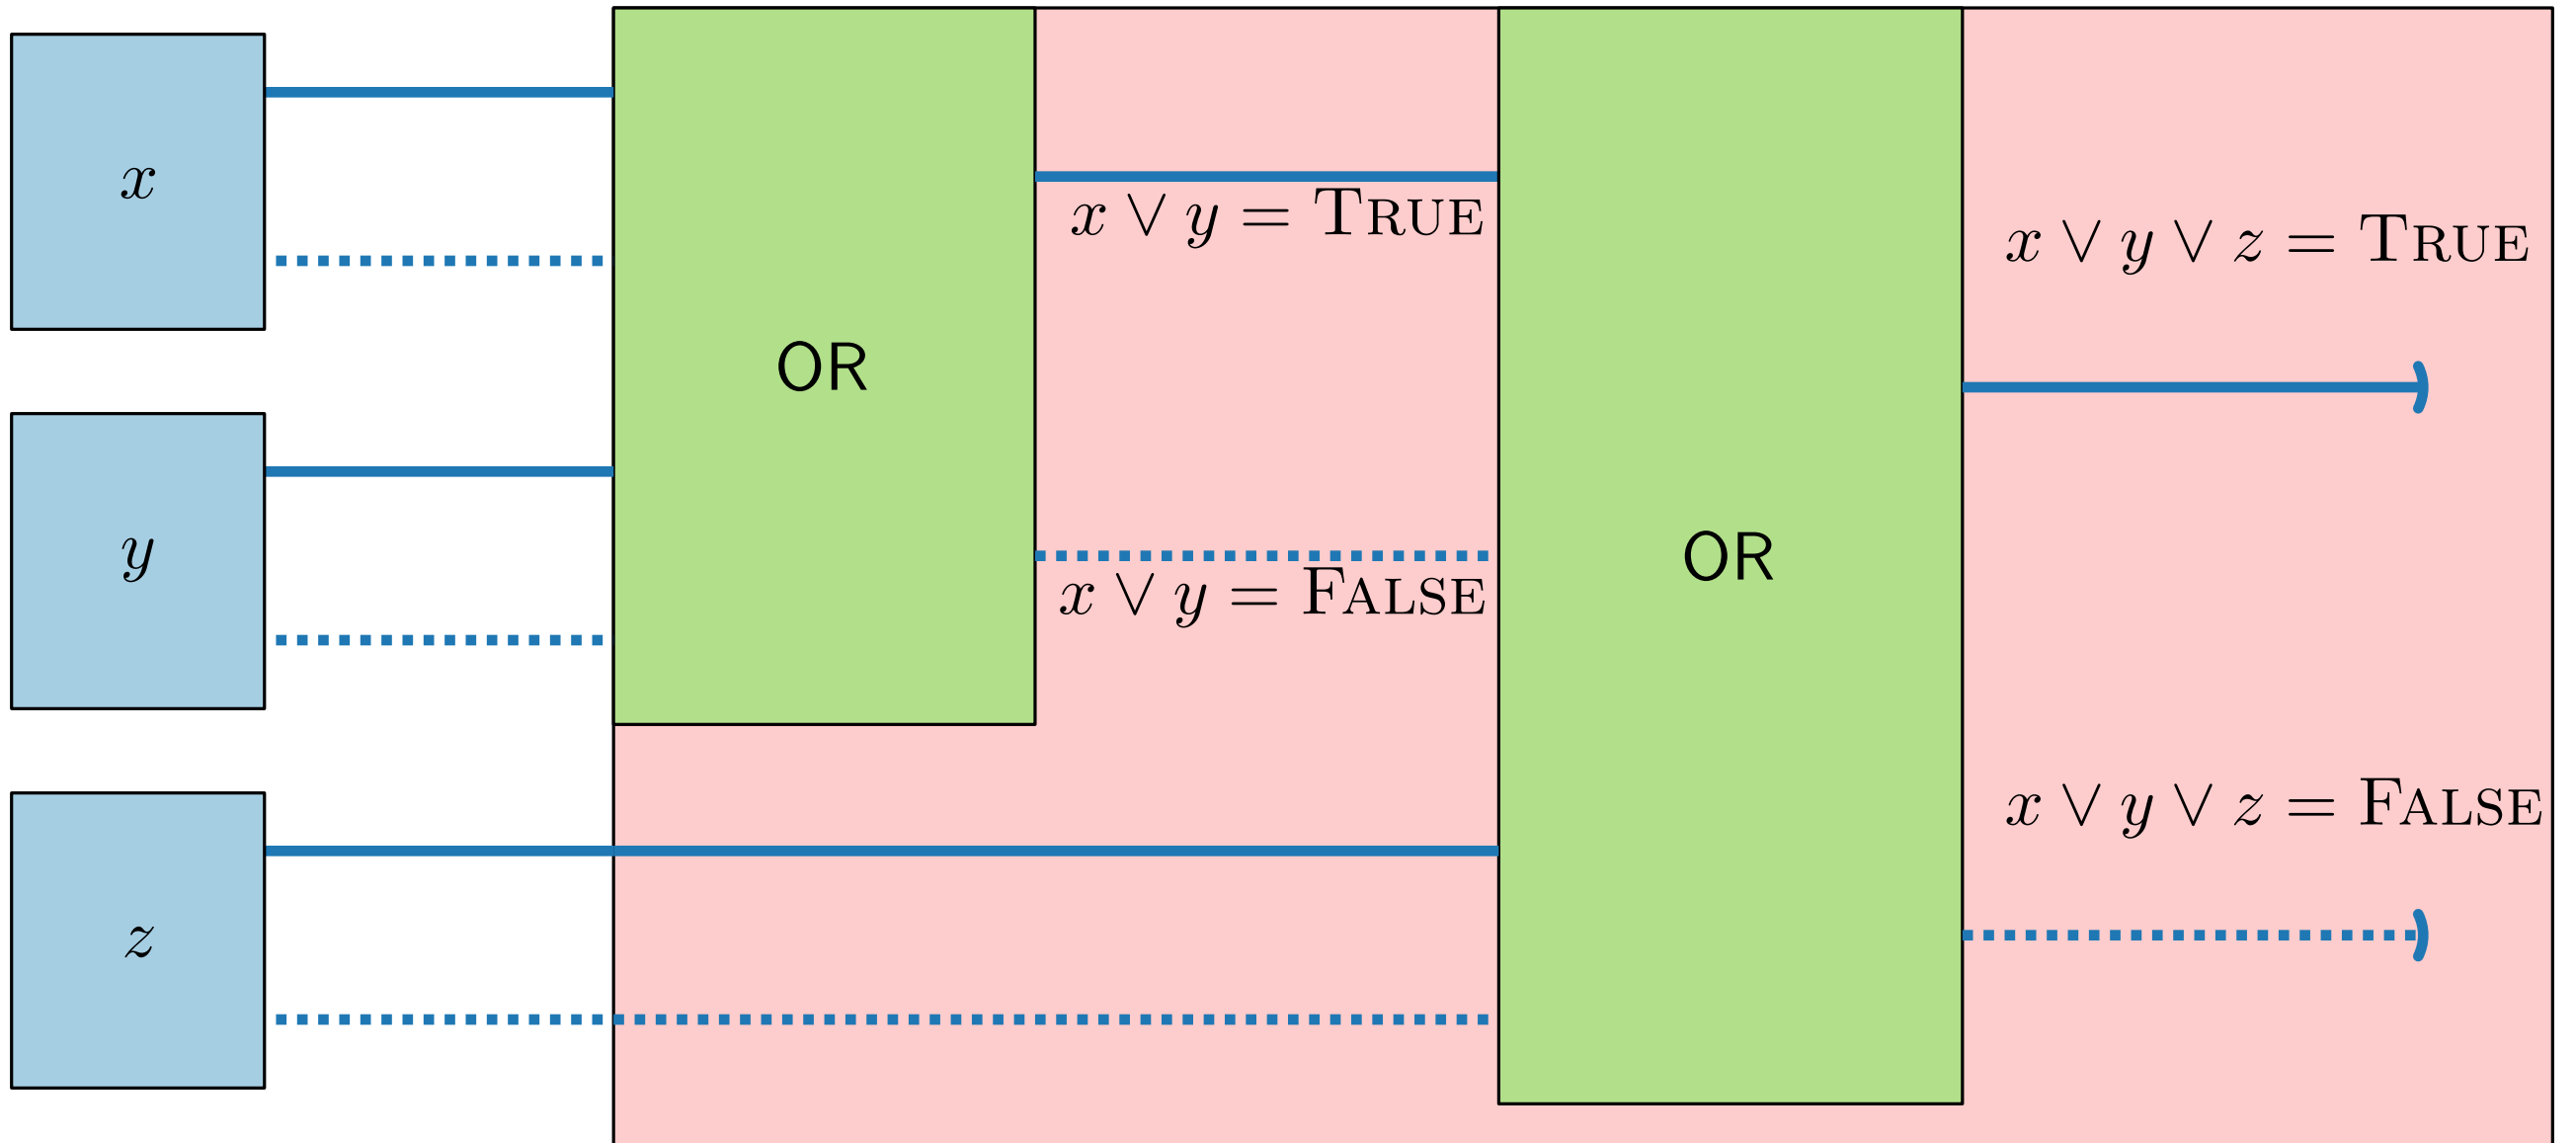 x
x ∨ y = TRUE
x ∨ y ∨ z = TRUE
OR
y
OR
x ∨ y = FALSE
x ∨ y ∨ z = FALSE
z